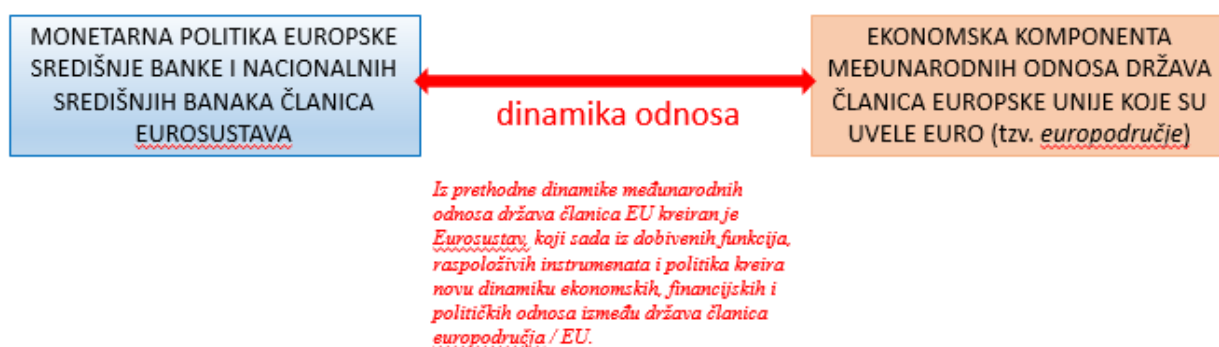 MONETARNA POLITIKA EUROPSKE
SREDIŠNJE BANKE I NACIONALNIH
SREDIŠNJIH BANAKA ČLANICA
EUROSUSTAVA
dinamika odnosa
EKONOMSKA KOMPONENTA
MEĐUNARODNIH ODNOSA DRŽAVA
ČLANICA EUROPSKE UNIJE KOJE SU
UVELE EURO (tzv. europodručje)
Iz prethodne dinamike međunarodnih
odnosa država članica EU kreiran je
Eurosustav, koji sada iz dobivenih funkcija,
raspoloživih instrumenata i politika kreira
novu dinamiku ekonomskih, financijskih i
političkih odnosa između država članica
europodručja / EU.